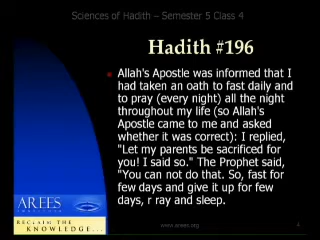 Sciences of Hadith – Semester 5 Class 4
Hadith #196
Allah's Apostle was informed that I
had taken an oath to fast daily and
to pray (every night) all the night
throughout my life (so Allah's
Apostle came to me and asked
whether it was correct): I replied,
"Let my parents be sacrificed for
you! I said so." The Prophet said,
"You can not do that. So, fast for
few days and give it up for few
days, r ray and sleep.
AREES
INSTITUTE
RECLAIM THE
KNOWLEDGE...
www.arees.org
4